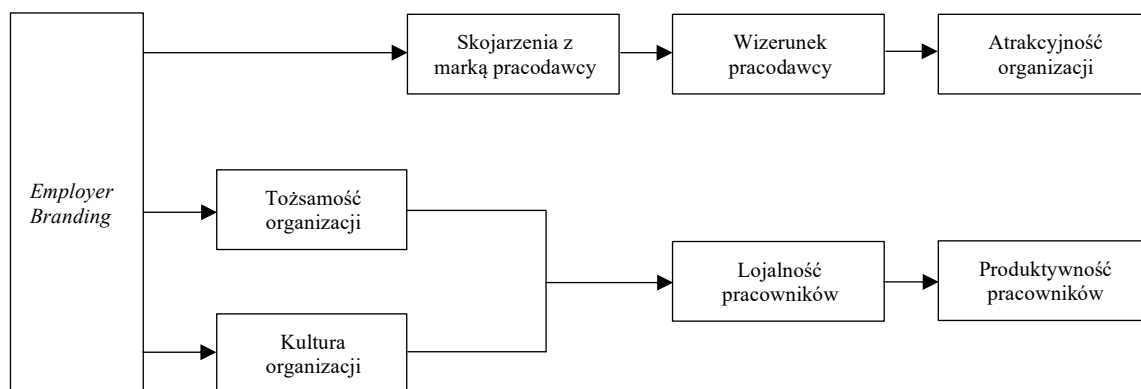 Skojarzenia z
marką pracodawcy
Wizerunek
pracodawcy
Atrakcyjność
organizacji
Employer
Branding
Tożsamość
organizacji
Lojalność
pracowników
Produktywność
pracowników
Kultura
organizacji